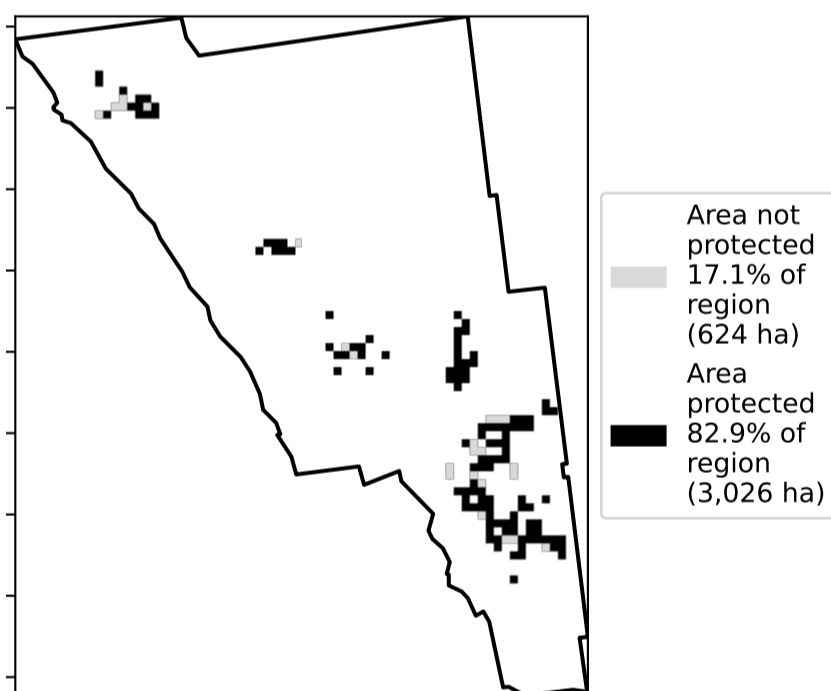 Area not
protected
17.1% of
region
(624 ha)
Area
protected
82.9% of
region
(3,026 ha)